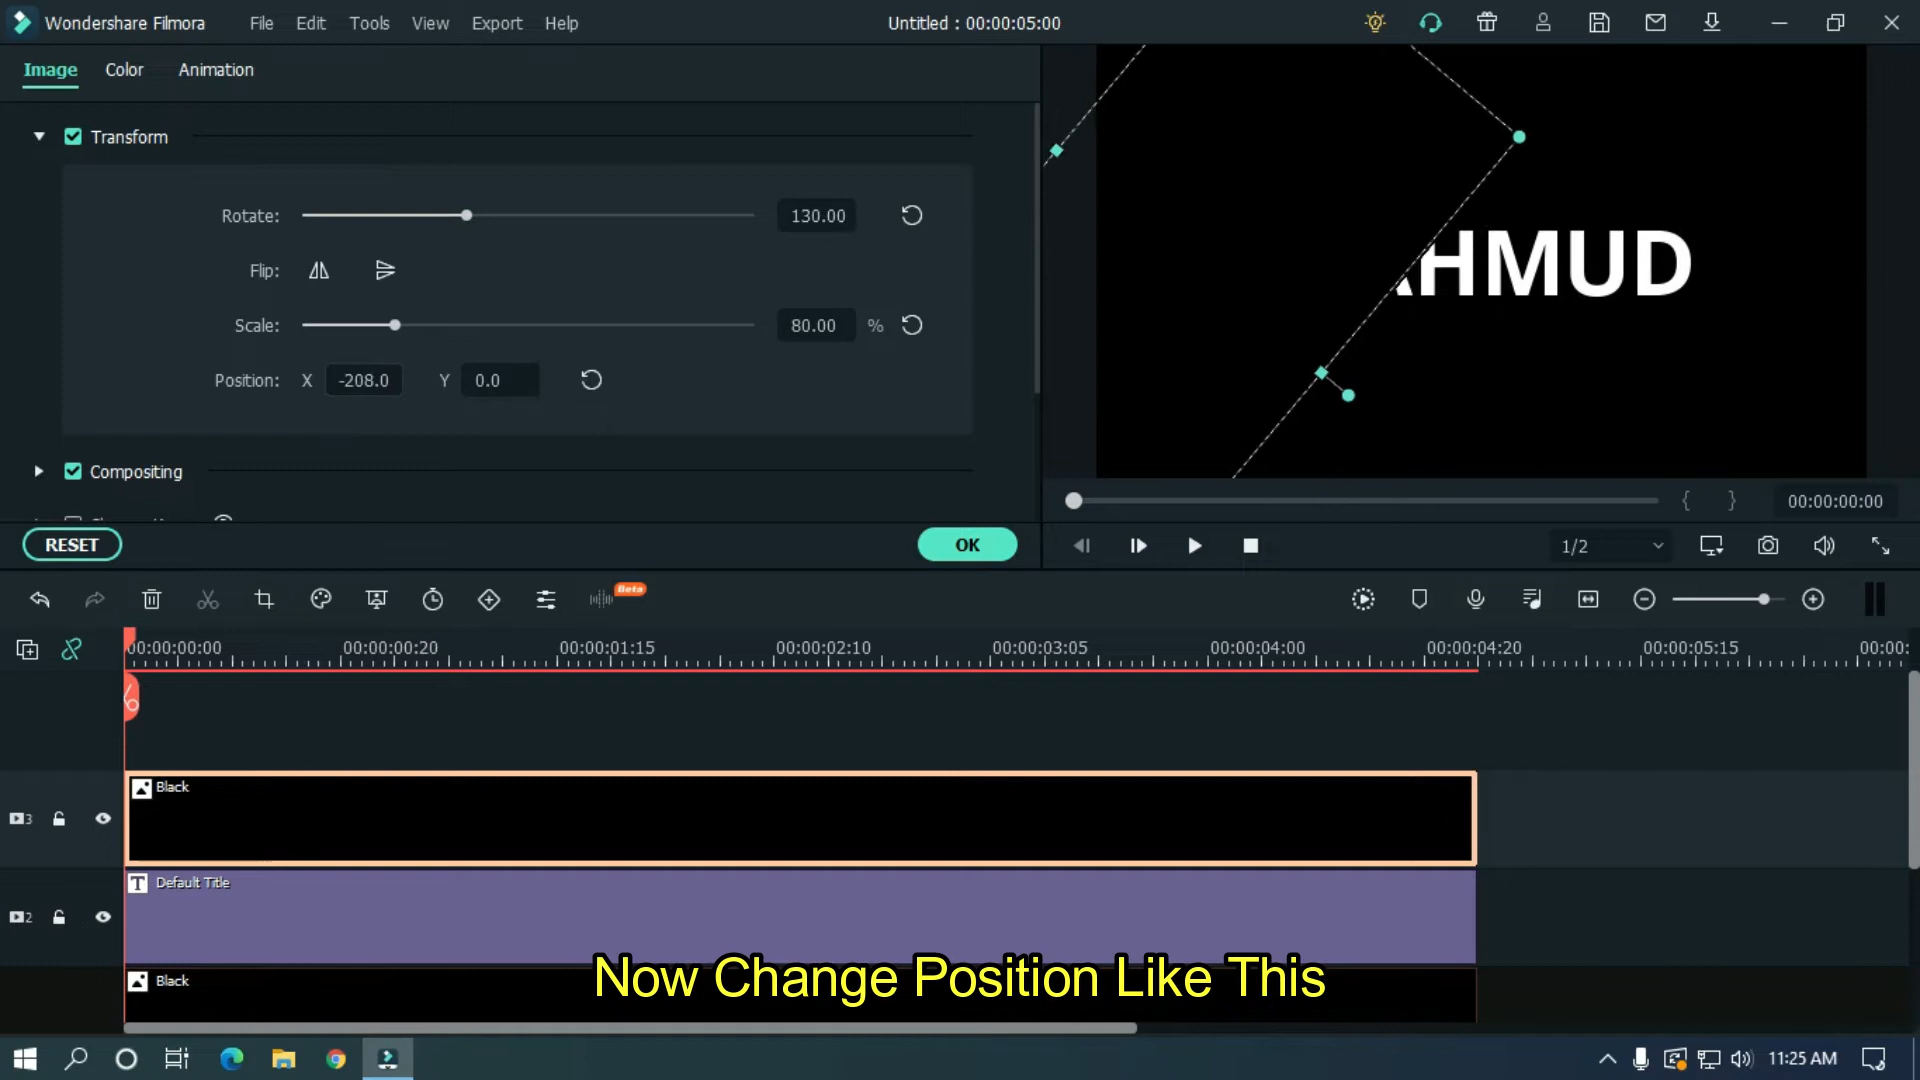 Wondershare Filmora File Edit Tools View Export Help Untitled : 00:00:05:00
Image Color Animation
Transform
Rotate: 130.00
Flip:
Scale: 80.00 %
Position: X -208.0 Y 0.0
Compositing
HMUD
{ } 00:00:00:00
RESET OK
1/2
Beta
00:00:00:00 00:00:00:20 00:00:01:15 00:00:02:10 00:00:03:05 00:00:04:00 00:00:04:20 00:00:05:15 00:00:
Black
3
T Default Title
2
Black
Now Change Position Like This
11:25 AM